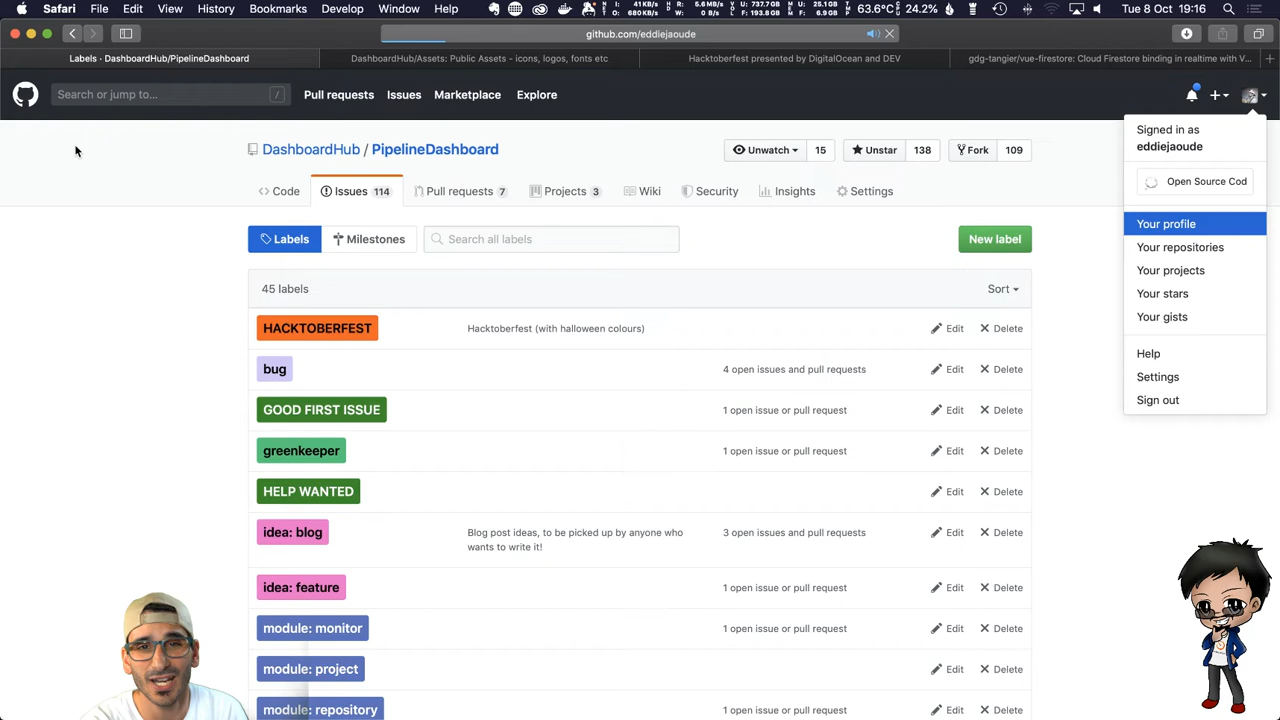 Safari File Edit View History Bookmarks Develop Window Help
63.6°C 24.2% Tue 8 Oct 19:16
github.com/eddiejaoude
Labels · DashboardHub/PipelineDashboard
DashboardHub/Assets: Public Assets - icons, logos, fonts etc
Hacktoberfest presented by DigitalOcean and DEV
gdg-tangier/vue-firestore: Cloud Firestore binding in realtime with V...
Search or jump to... /
Pull requests Issues Marketplace Explore
Signed in as
eddiejaoude
Open Source Cod
Your profile
Your repositories
Your projects
Your stars
Your gists
Help
Settings
Sign out
DashboardHub / PipelineDashboard
Unwatch 15 Unstar 138 Fork 109
Code Issues 114 Pull requests 7 Projects 3 Wiki Security Insights Settings
Labels Milestones Search all labels New label
45 labels Sort
HACKTOBERFEST Hacktoberfest (with halloween colours) Edit Delete
bug 4 open issues and pull requests Edit Delete
GOOD FIRST ISSUE 1 open issue or pull request Edit Delete
greenkeeper 1 open issue or pull request Edit Delete
HELP WANTED Edit Delete
idea: blog Blog post ideas, to be picked up by anyone who 3 open issues and pull requests Edit Delete
wants to write it!
idea: feature 1 open issue or pull request Edit Delete
module: monitor 1 open issue or pull request Edit Delete
module: project 1 open issue or pull request Edit Delete
module: repository 1 open issue or pull request Edit Delete